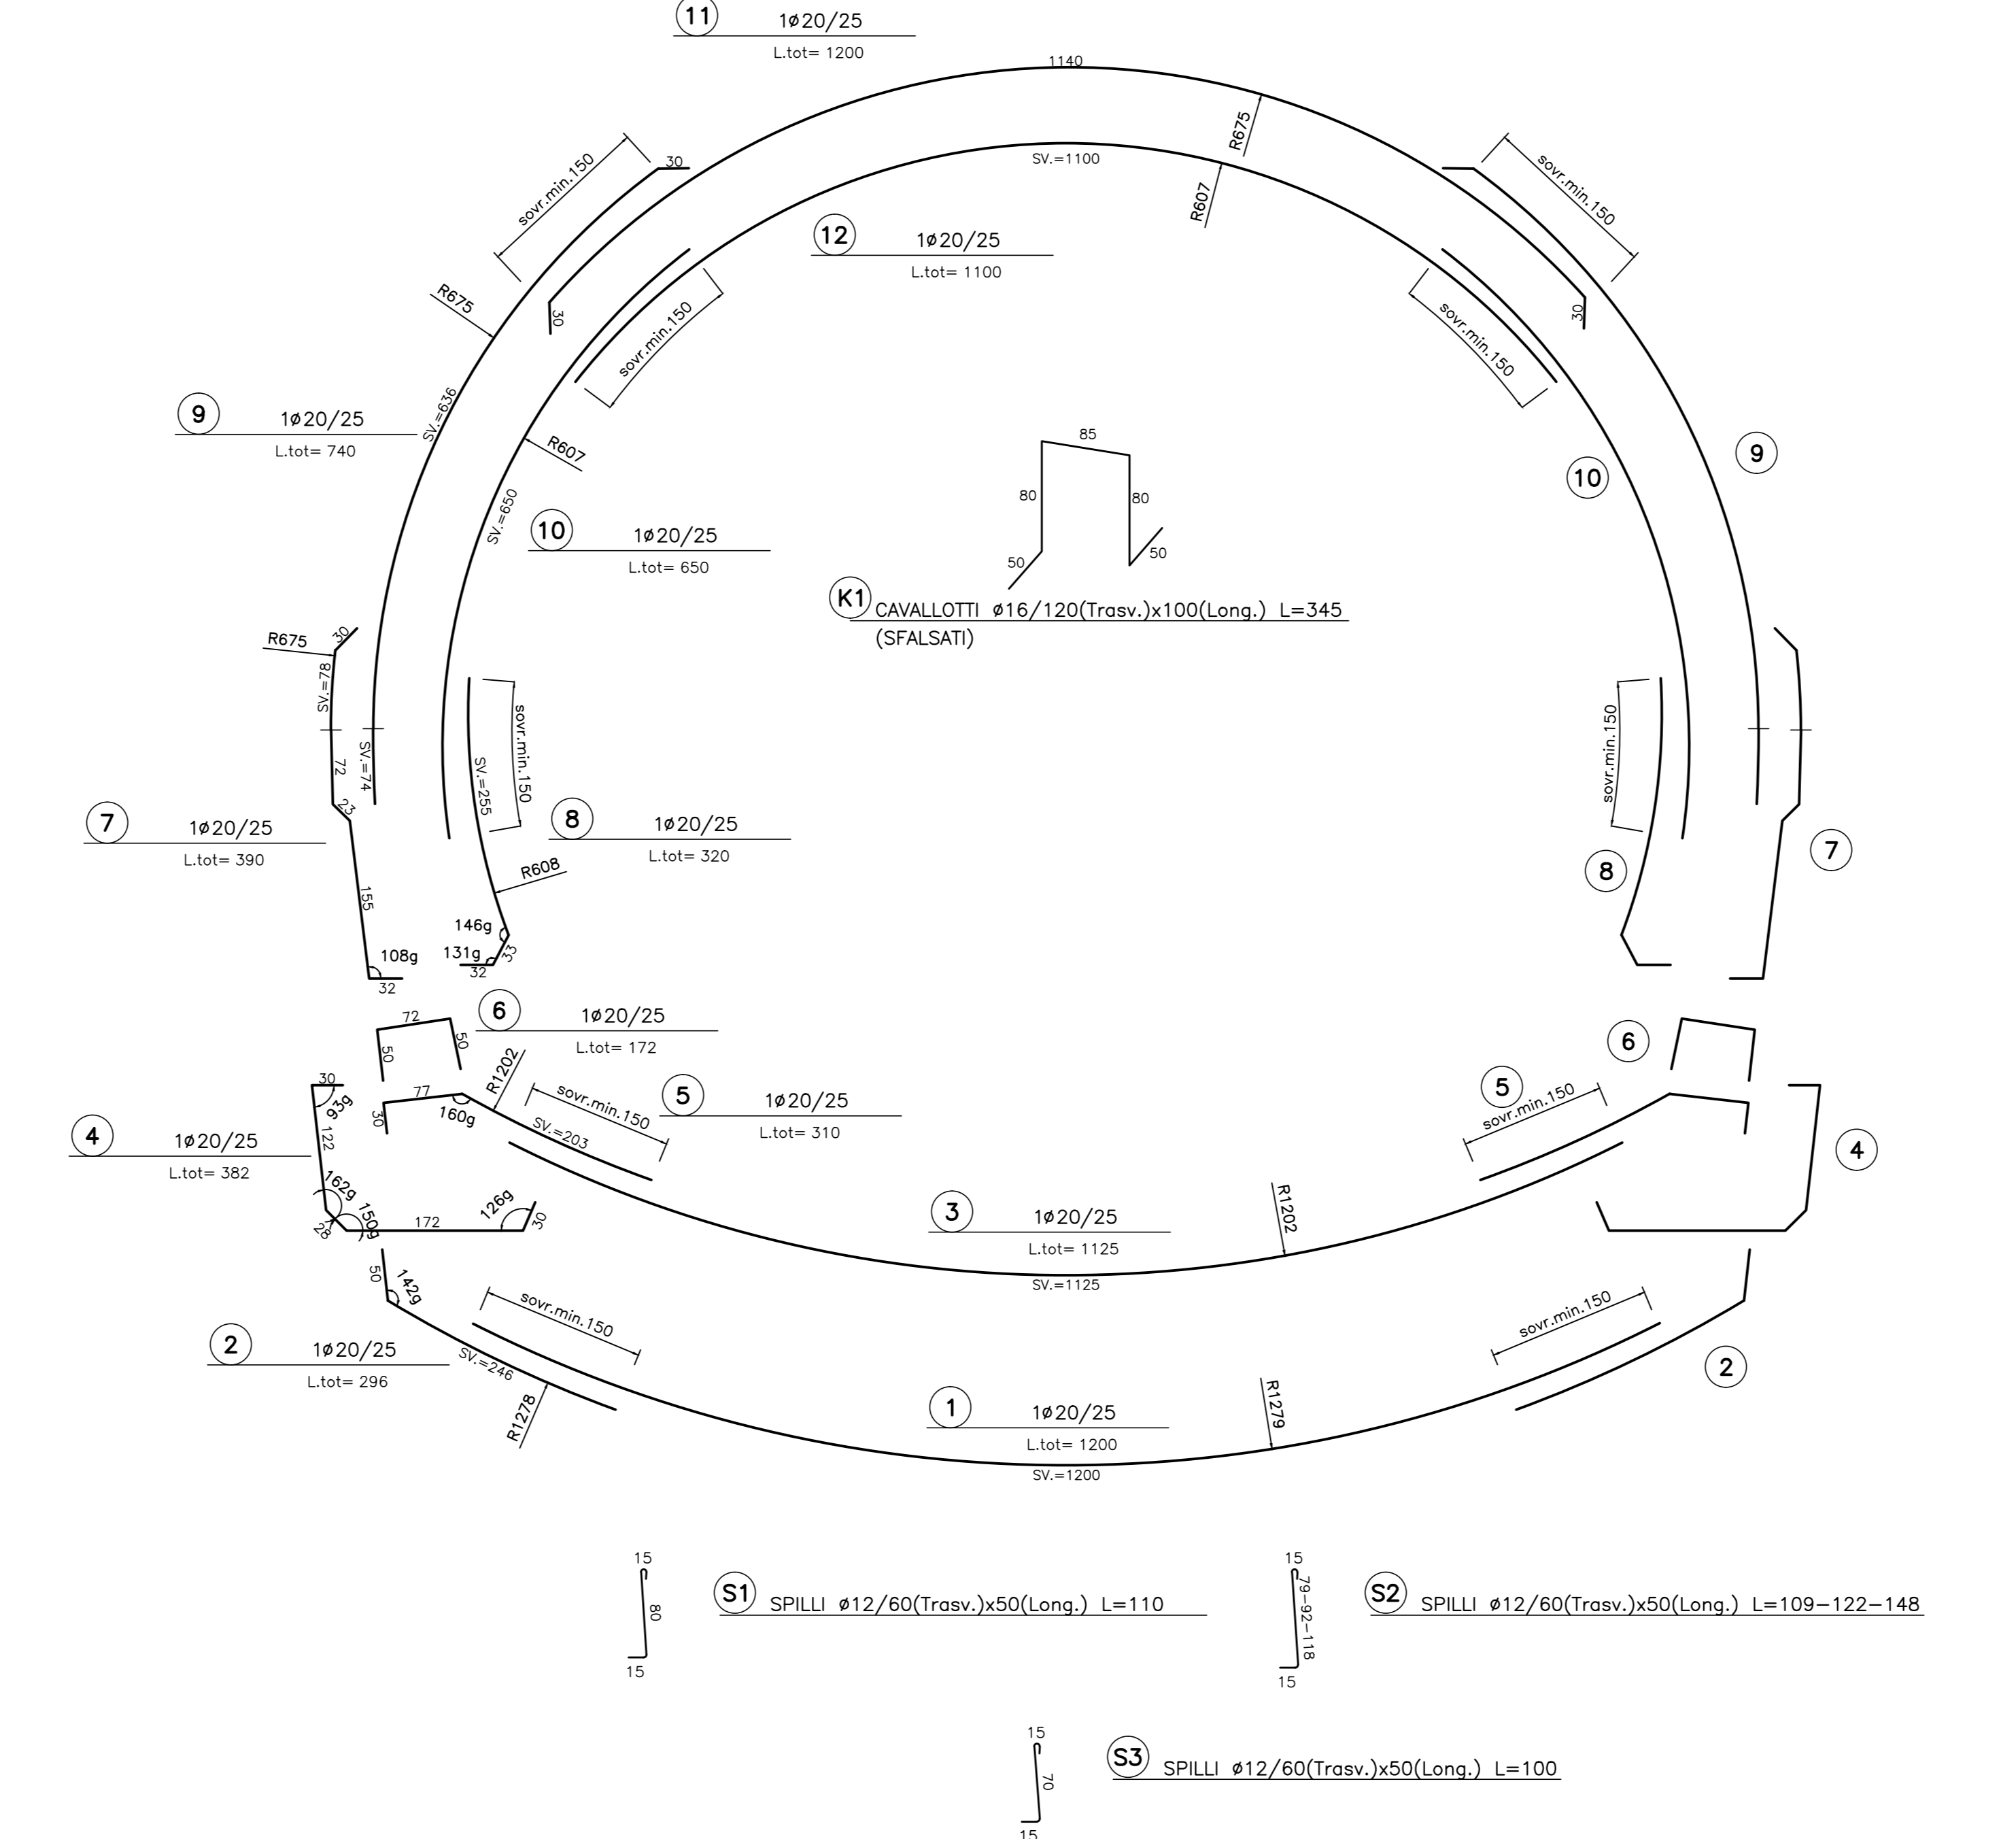 11 1ø20/25
L.tot= 1200
1140
R675
SV.=1100
R607
sovr.min.150
30
sovr.min.150
30
30
12 1ø20/25
L.tot= 1100
sovr.min.150
sovr.min.150
R675
SV.=636
9 1ø20/25
L.tot= 740
R607
SV.=650
10 1ø20/25
L.tot= 650
85
80
80
50
50
K1 CAVALLOTTI ø16/120(Trasv.)x100(Long.) L=345
(SFALSATI)
10
9
R675
30
SV.=78
72
SV.=74
23
7 1ø20/25
L.tot= 390
155
108g
32
sovr.min.150
SV.=255
8 1ø20/25
L.tot= 320
R608
146g
131g
33
32
sovr.min.150
8
7
72
50
50
6 1ø20/25
L.tot= 172
6
30
93g
122
4 1ø20/25
L.tot= 382
162g
150g
28
172
126g
30
77
30
160g
R1202
SV.=203
sovr.min.150
5 1ø20/25
L.tot= 310
5
sovr.min.150
4
3 1ø20/25
L.tot= 1125
SV.=1125
R1202
50
142g
2 1ø20/25
L.tot= 296
SV.=246
R1278
sovr.min.150
sovr.min.150
2
1 1ø20/25
L.tot= 1200
SV.=1200
R1279
15
80
15
S1 SPILLI ø12/60(Trasv.)x50(Long.) L=110
15
79-92-118
15
S2 SPILLI ø12/60(Trasv.)x50(Long.) L=109-122-148
15
70
15
S3 SPILLI ø12/60(Trasv.)x50(Long.) L=100